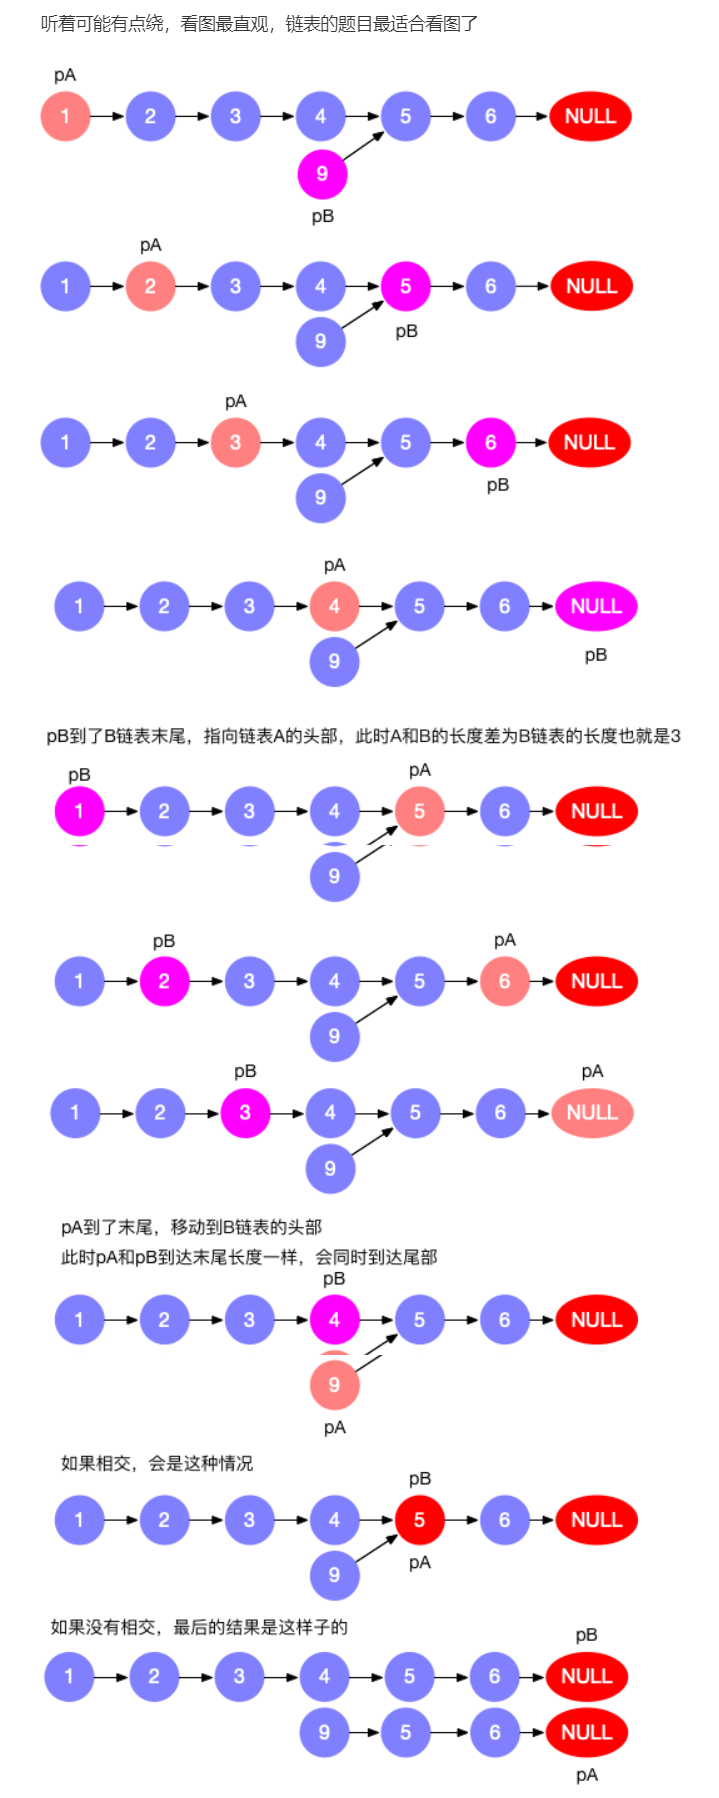 听着可能有点绕，看图最直观，链表的题目最适合看图了
pA
1 2 3 4 5 6 NULL
9
pB
pA
1 2 3 4 5 6 NULL
9
pB
pA
1 2 3 4 5 6 NULL
9
pB
pA
1 2 3 4 5 6 NULL
9
pB
pB到了B链表末尾，指向链表A的头部，此时A和B的长度差为B链表的长度也就是3
pB pA
1 2 3 4 5 6 NULL
9
pB pA
1 2 3 4 5 6 NULL
9
pB pA
1 2 3 4 5 6 NULL
9
pA到了末尾，移动到B链表的头部
此时pA和pB到达末尾长度一样，会同时到达尾部
pB
1 2 3 4 5 6 NULL
9
pA
如果相交，会是这种情况
pB
1 2 3 4 5 6 NULL
9
pA
如果没有相交，最后的结果是这样子的
pB
1 2 3 4 5 6 NULL
9 5 6 NULL
pA